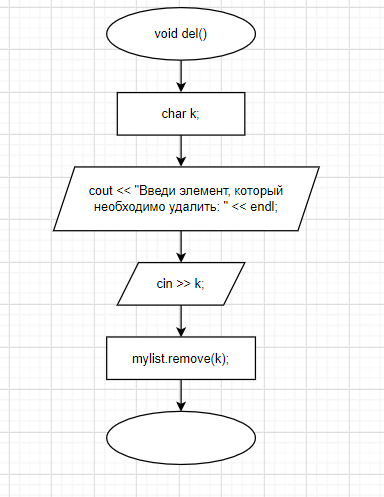 void del()
char k;
cout << "Введи элемент, который
необходимо удалить: " << endl;
cin >> k;
mylist.remove(k);